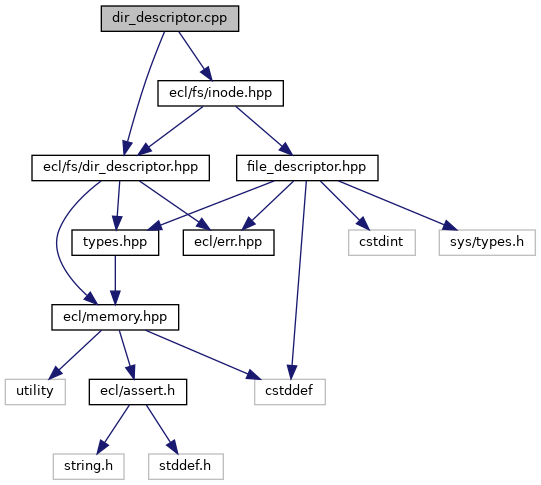 dir_descriptor.cpp
ecl/fs/inode.hpp
ecl/fs/dir_descriptor.hpp
file_descriptor.hpp
types.hpp
ecl/err.hpp
cstdint
sys/types.h
ecl/memory.hpp
utility
ecl/assert.h
cstddef
string.h
stddef.h